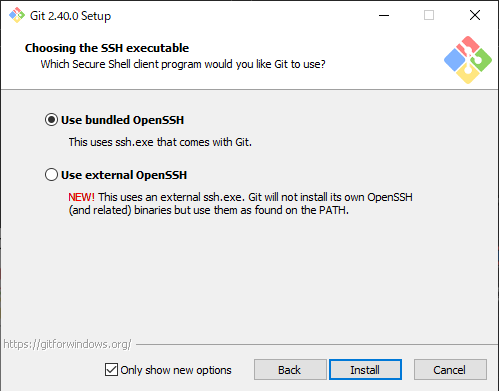 Git 2.40.0 Setup
Choosing the SSH executable
Which Secure Shell client program would you like Git to use?
Use bundled OpenSSH
This uses ssh.exe that comes with Git.
Use external OpenSSH
NEW! This uses an external ssh.exe. Git will not install its own OpenSSH
(and related) binaries but use them as found on the PATH.
https://gitforwindows.org/
Only show new options
Back
Install
Cancel